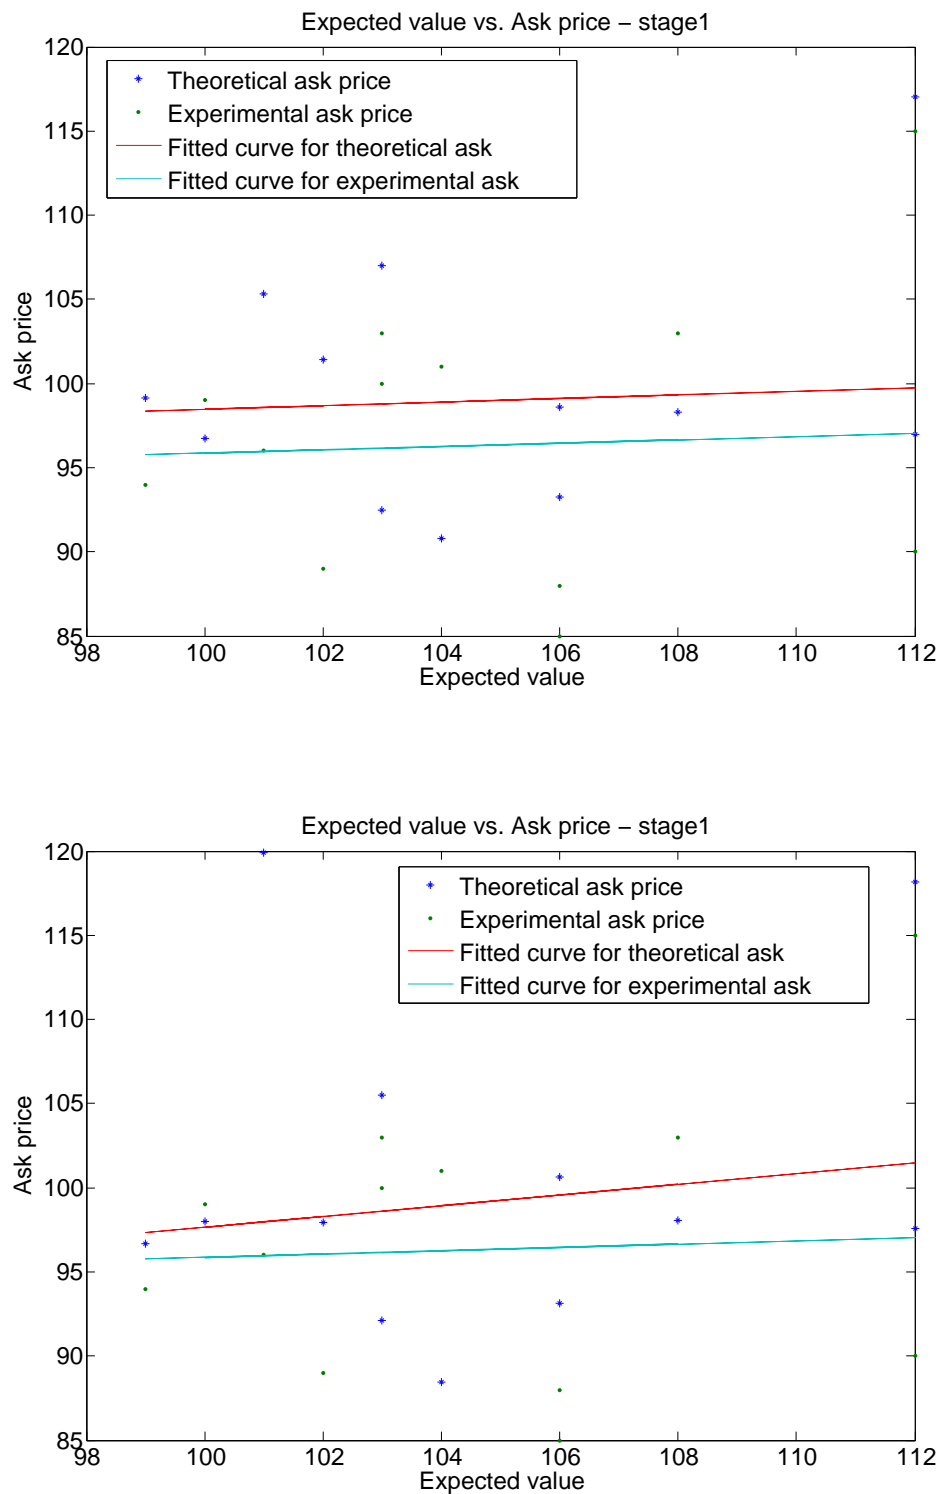 Expected value vs. Ask price – stage1
120
115
110
105
100
95
90
85
Ask price
Theoretical ask price
Experimental ask price
Fitted curve for theoretical ask
Fitted curve for experimental ask
98 100 102 104 106 108 110 112
Expected value
Expected value vs. Ask price – stage1
120
115
110
105
100
95
90
85
Ask price
Theoretical ask price
Experimental ask price
Fitted curve for theoretical ask
Fitted curve for experimental ask
98 100 102 104 106 108 110 112
Expected value